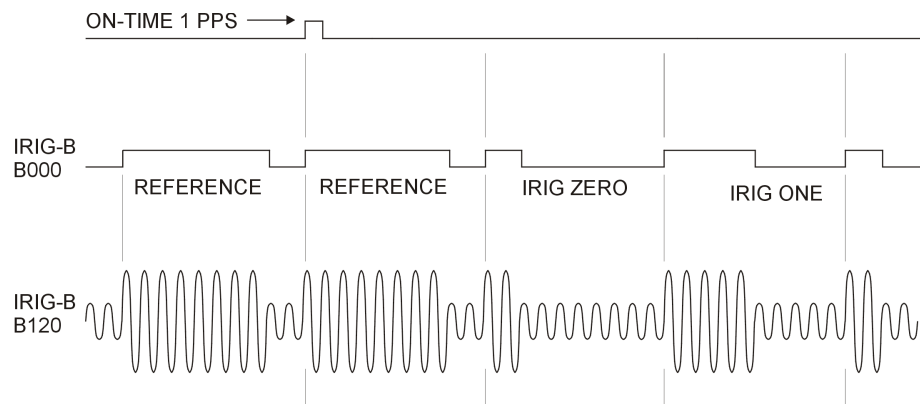 ON-TIME 1 PPS
IRIG-B
B000
REFERENCE
REFERENCE
IRIG ZERO
IRIG ONE
IRIG-B
B120